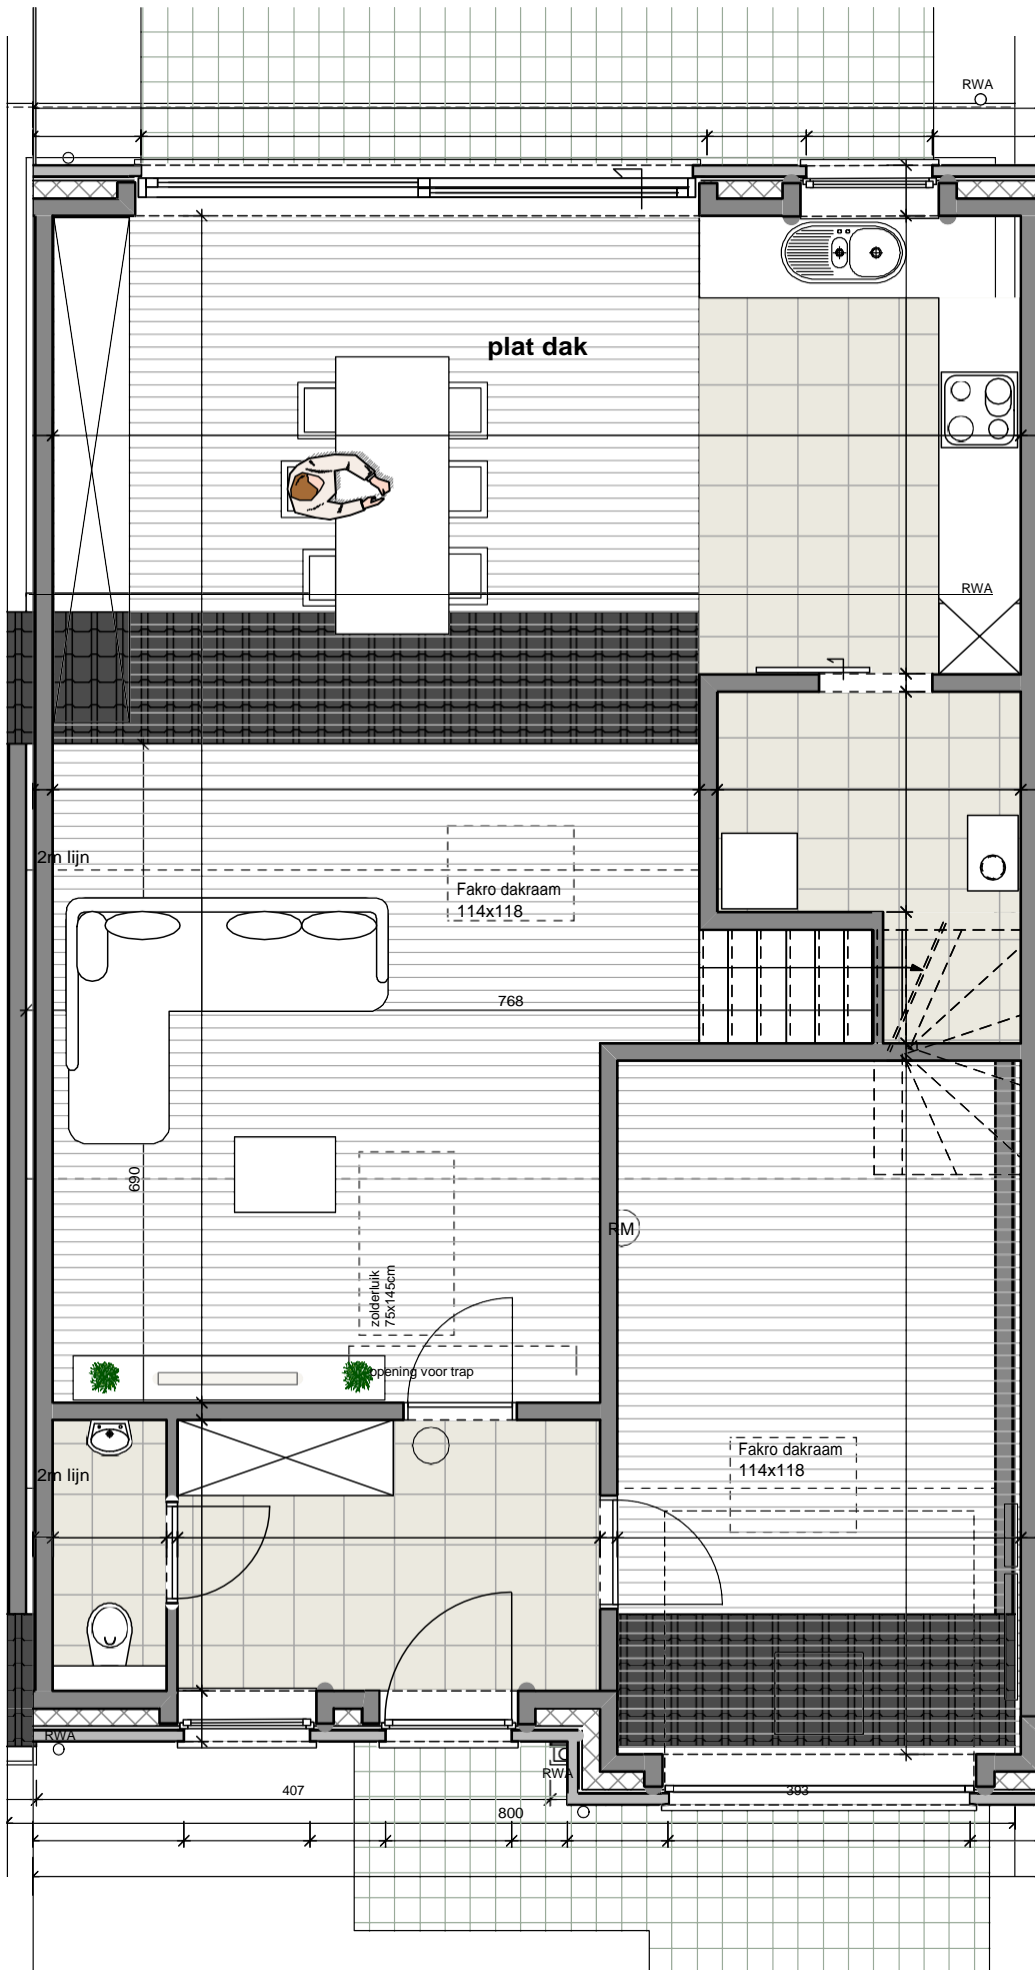 RWA
plat dak
RWA
2m lijn
Fakro dakraam
114x118
768
690
RM
zolderluik
75x145cm
opening voor trap
Fakro dakraam
114x118
2m lijn
RWA
RWA
407
393
800